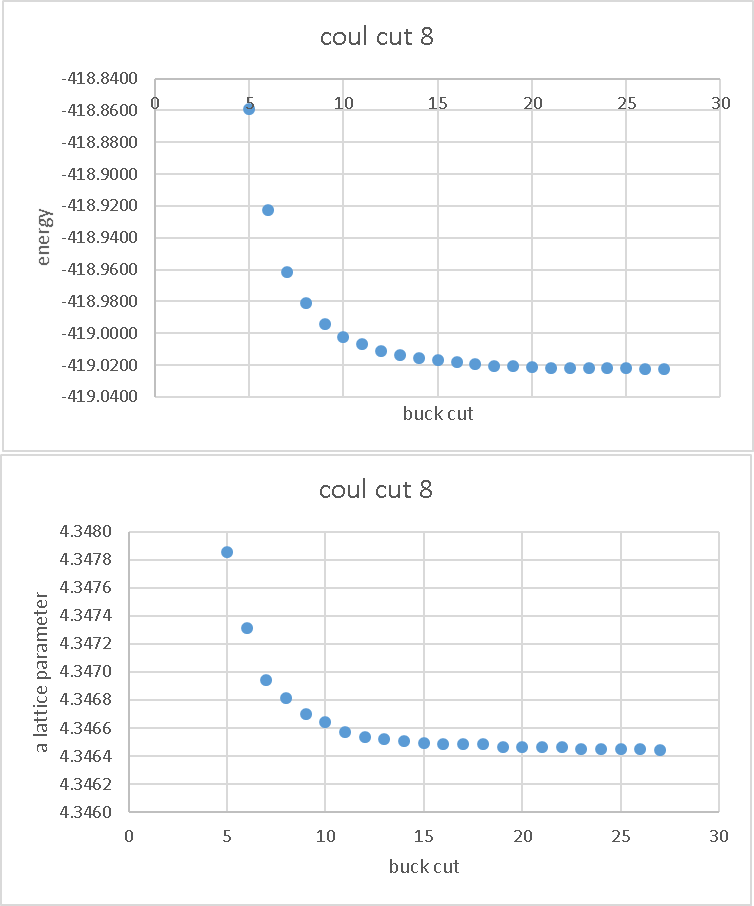 coul cut 8
-418.8400
0 5 10 15 20 25 30
-418.8600
-418.8800
-418.9000
-418.9200
-418.9400
-418.9600
-418.9800
-419.0000
-419.0200
-419.0400
energy
buck cut
coul cut 8
4.3480
4.3478
4.3476
4.3474
4.3472
4.3470
4.3468
4.3466
4.3464
4.3462
4.3460
a lattice parameter
0 5 10 15 20 25 30
buck cut